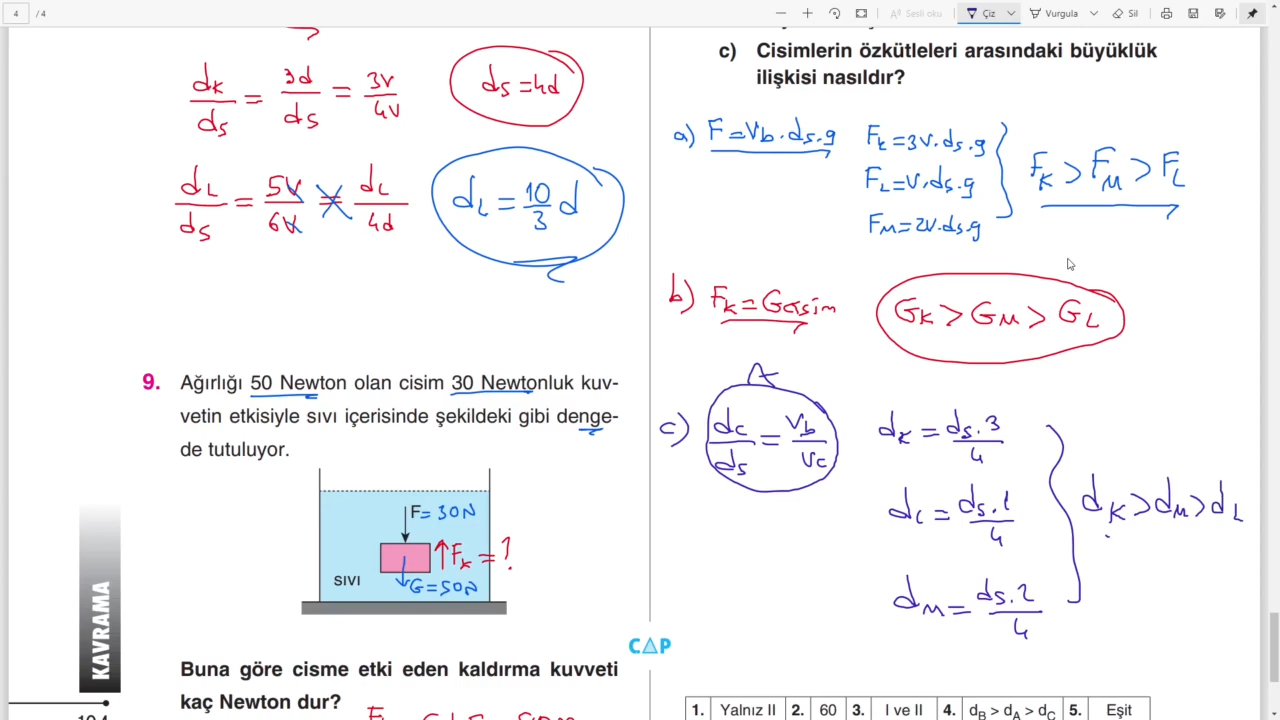 4 / 4
Sesli oku
Çiz
Vurgula
Sil
dK/dS = 3d/dS = 3V/4V
dS = 4d
dL/dS = 5V/6V = dL/4d
dL = 10/3 d
9. Ağırlığı 50 Newton olan cisim 30 Newtonluk kuv-
vetin etkisiyle sıvı içerisinde şekildeki gibi denge-
de tutuluyor.
F = 30N
FK = ?
G = 50N
SIVI
KAVRAMA
Buna göre cisme etki eden kaldırma kuvveti
kaç Newton dur?
c) Cisimlerin özkütleleri arasındaki büyüklük
ilişkisi nasıldır?
a) F = Vb.ds.g
FK = 3V.ds.g
FL = V.ds.g
FM = 2V.ds.g
FK > FM > FL
b) FK = Gcisim
GK > GM > GL
A
c) dc/ds = Vb/Vc
dK = ds.3/4
dL = ds.1/4
dM = ds.2/4
dK > dM > dL
CAP
1. Yalnız II 2. 60 3. I ve II 4. dB > dA > dC 5. Eşit